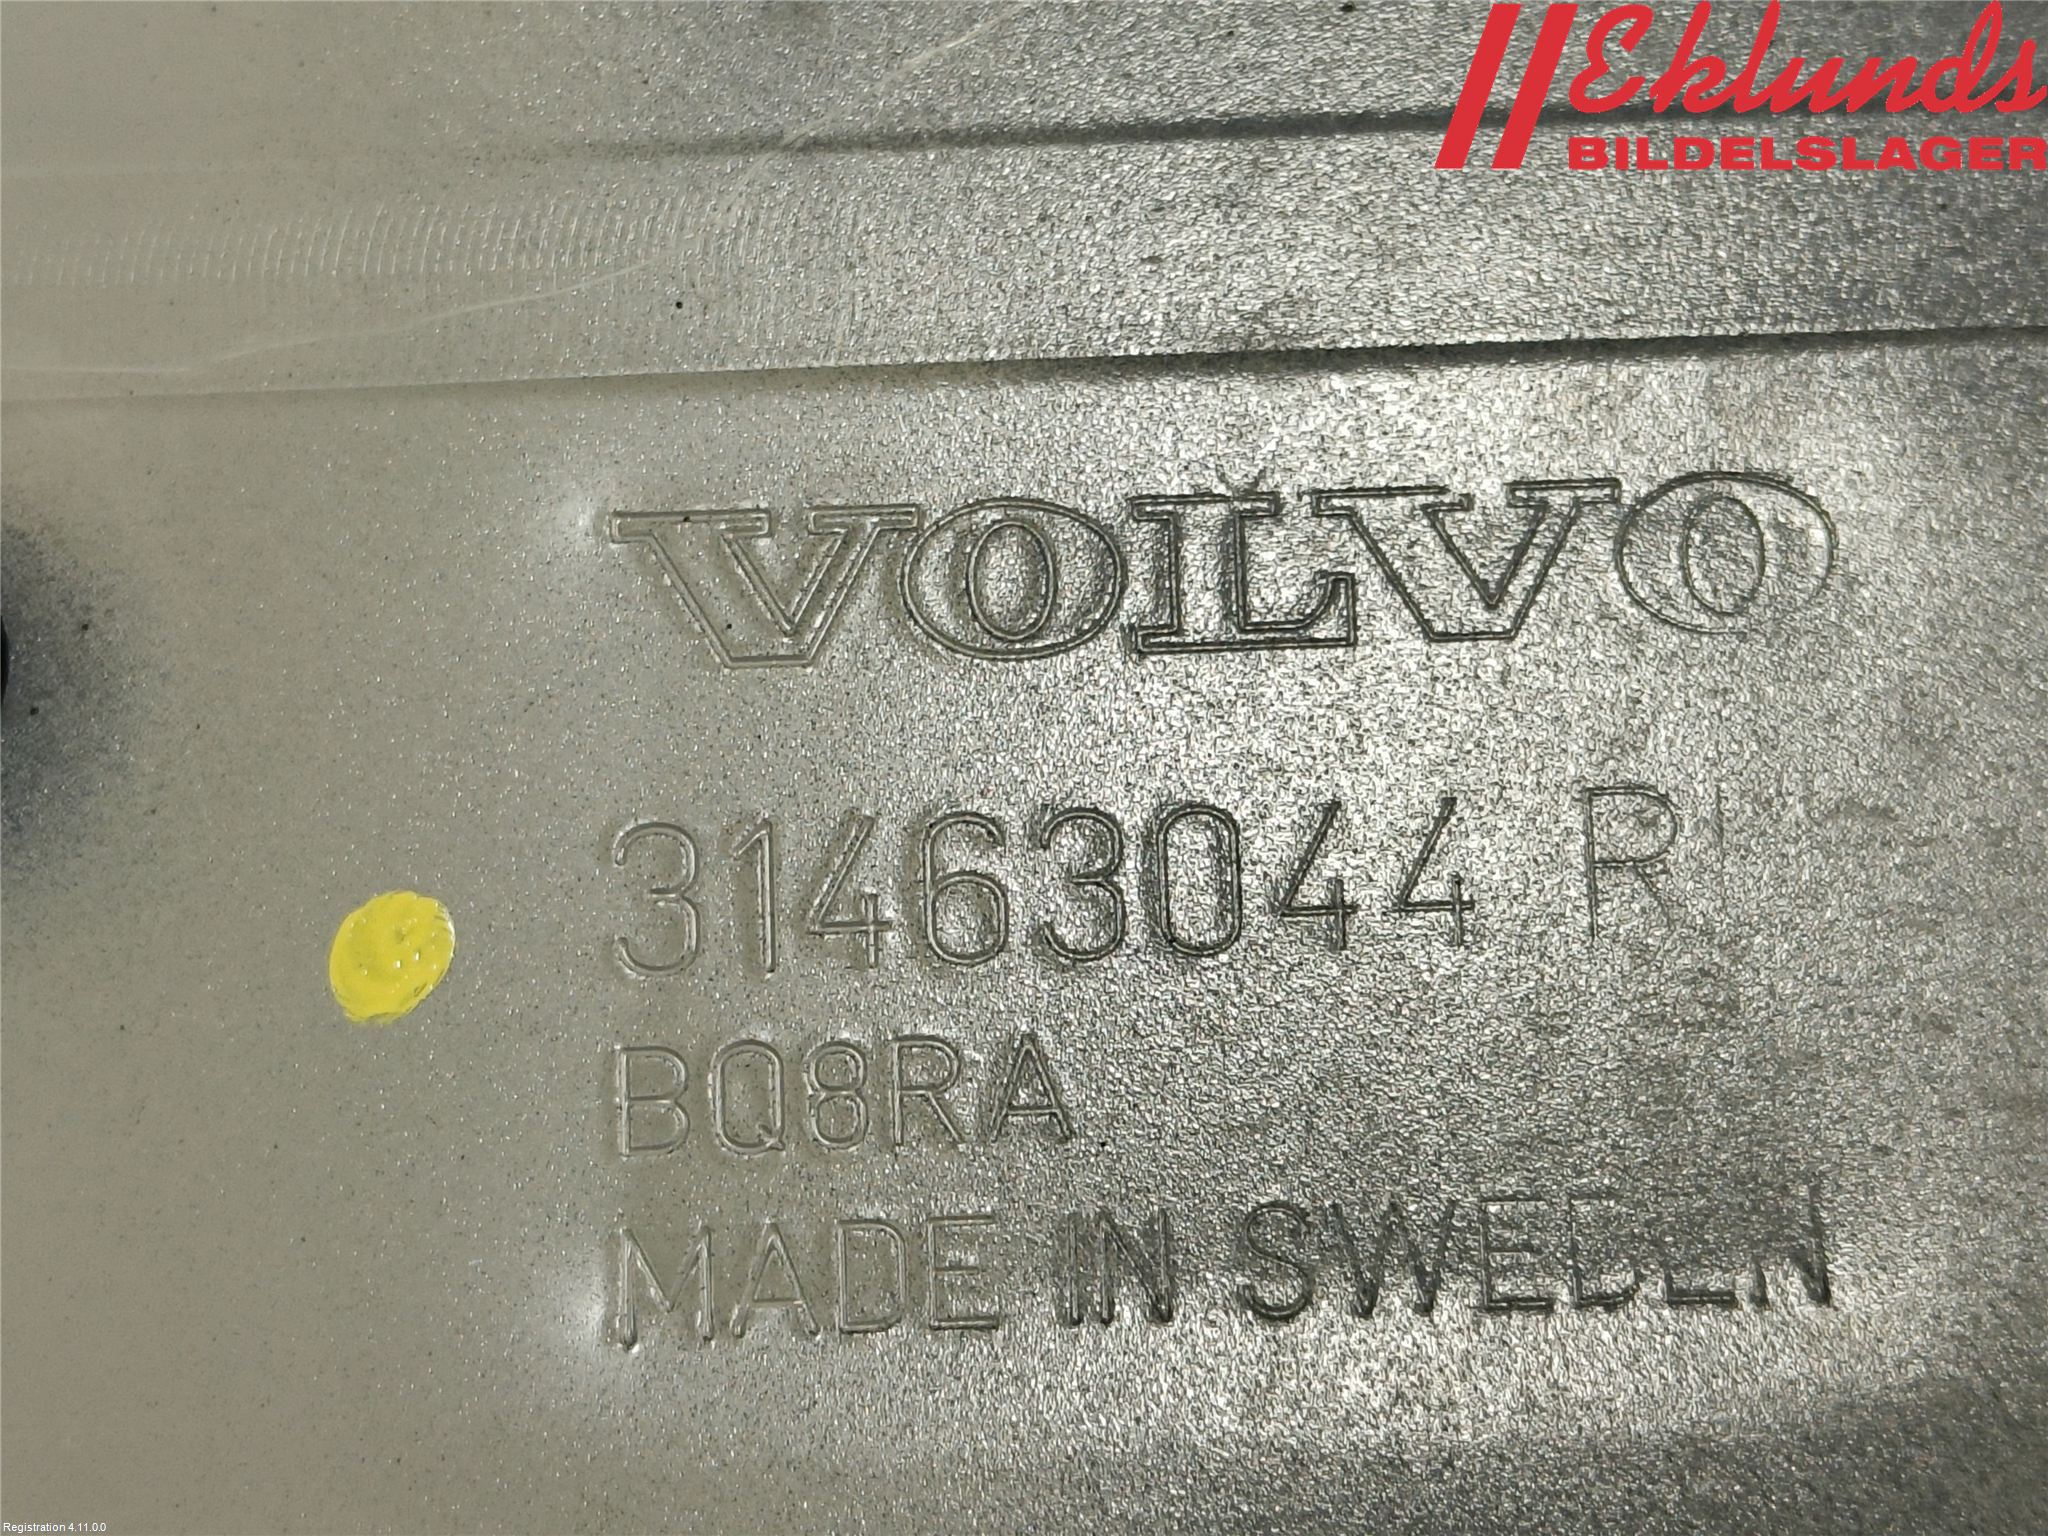 Eklunds
BILDELSLAGER
VOLVO
31463044 R
BQ8RA
MADE IN SWEDEN
Registration 4.11.0.0